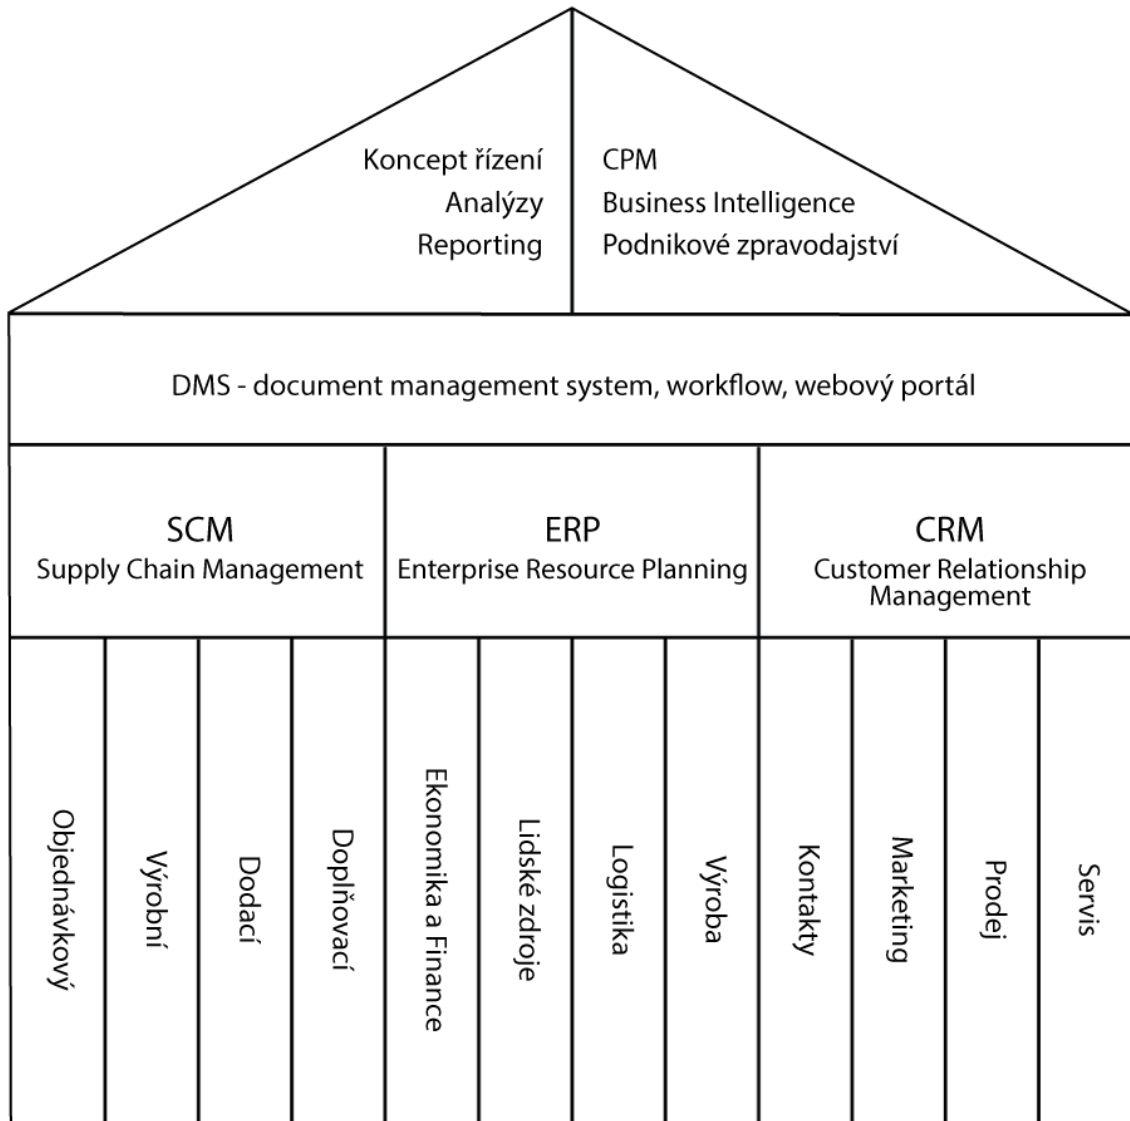 Koncept řízení
Analýzy
Reporting
CPM
Business Intelligence
Podnikové zpravodajství
DMS - document management system, workflow, webový portál
SCM
Supply Chain Management
ERP
Enterprise Resource Planning
CRM
Customer Relationship
Management
Objednávkový
Výrobní
Dodací
Doplňovací
Ekonomika a Finance
Lidské zdroje
Logistika
Výroba
Kontakty
Marketing
Prodej
Servis